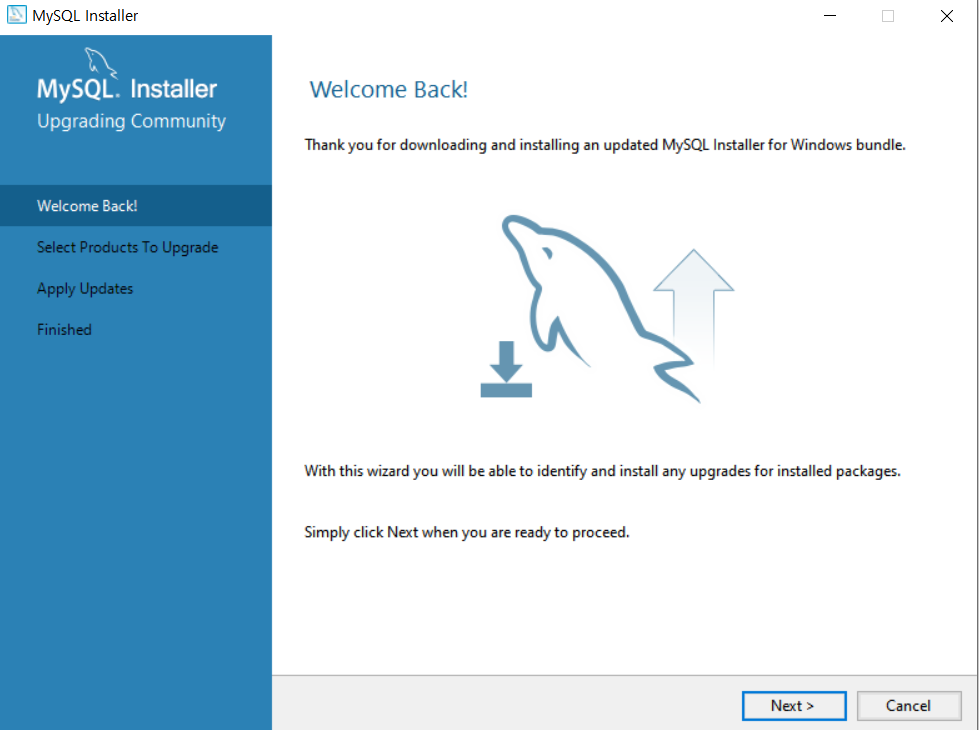 MySQL Installer
MySQL. Installer
Upgrading Community
Welcome Back!
Select Products To Upgrade
Apply Updates
Finished
Welcome Back!
Thank you for downloading and installing an updated MySQL Installer for Windows bundle.
With this wizard you will be able to identify and install any upgrades for installed packages.
Simply click Next when you are ready to proceed.
Next >
Cancel